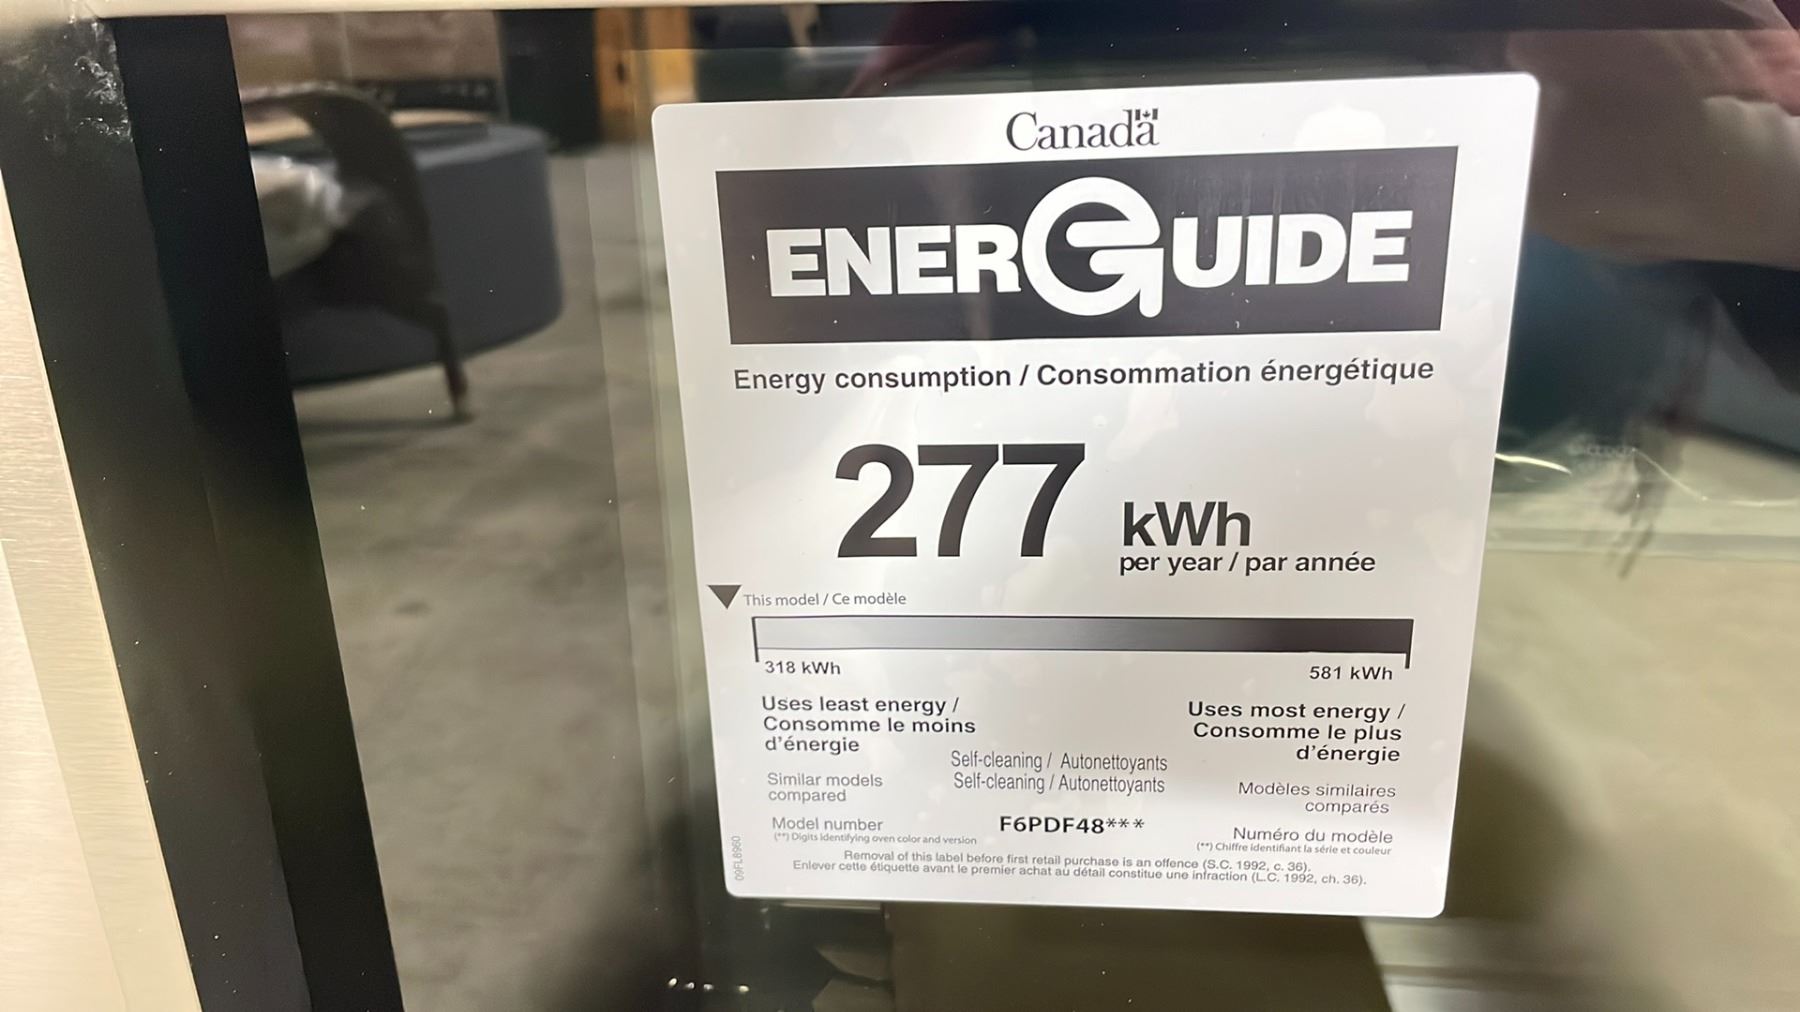 Canada
ENERGUIDE
Energy consumption / Consommation énergétique
277 kWh
per year / par année
This model / Ce modèle
318 kWh
581 kWh
Uses least energy /
Consomme le moins
d'énergie
Uses most energy /
Consomme le plus
d'énergie
Self-cleaning / Autonettoyants
Self-cleaning / Autonettoyants
Similar models
compared
Modèles similaires
comparés
Model number
(**) Digits identifying oven color and version
F6PDF48***
Numéro du modèle
(**) Chiffre identifiant la série et couleur
Removal of this label before first retail purchase is an offence (S.C. 1992, c. 36).
Enlever cette étiquette avant le premier achat au détail constitue une infraction (L.C. 1992, ch. 36).
09FL8960